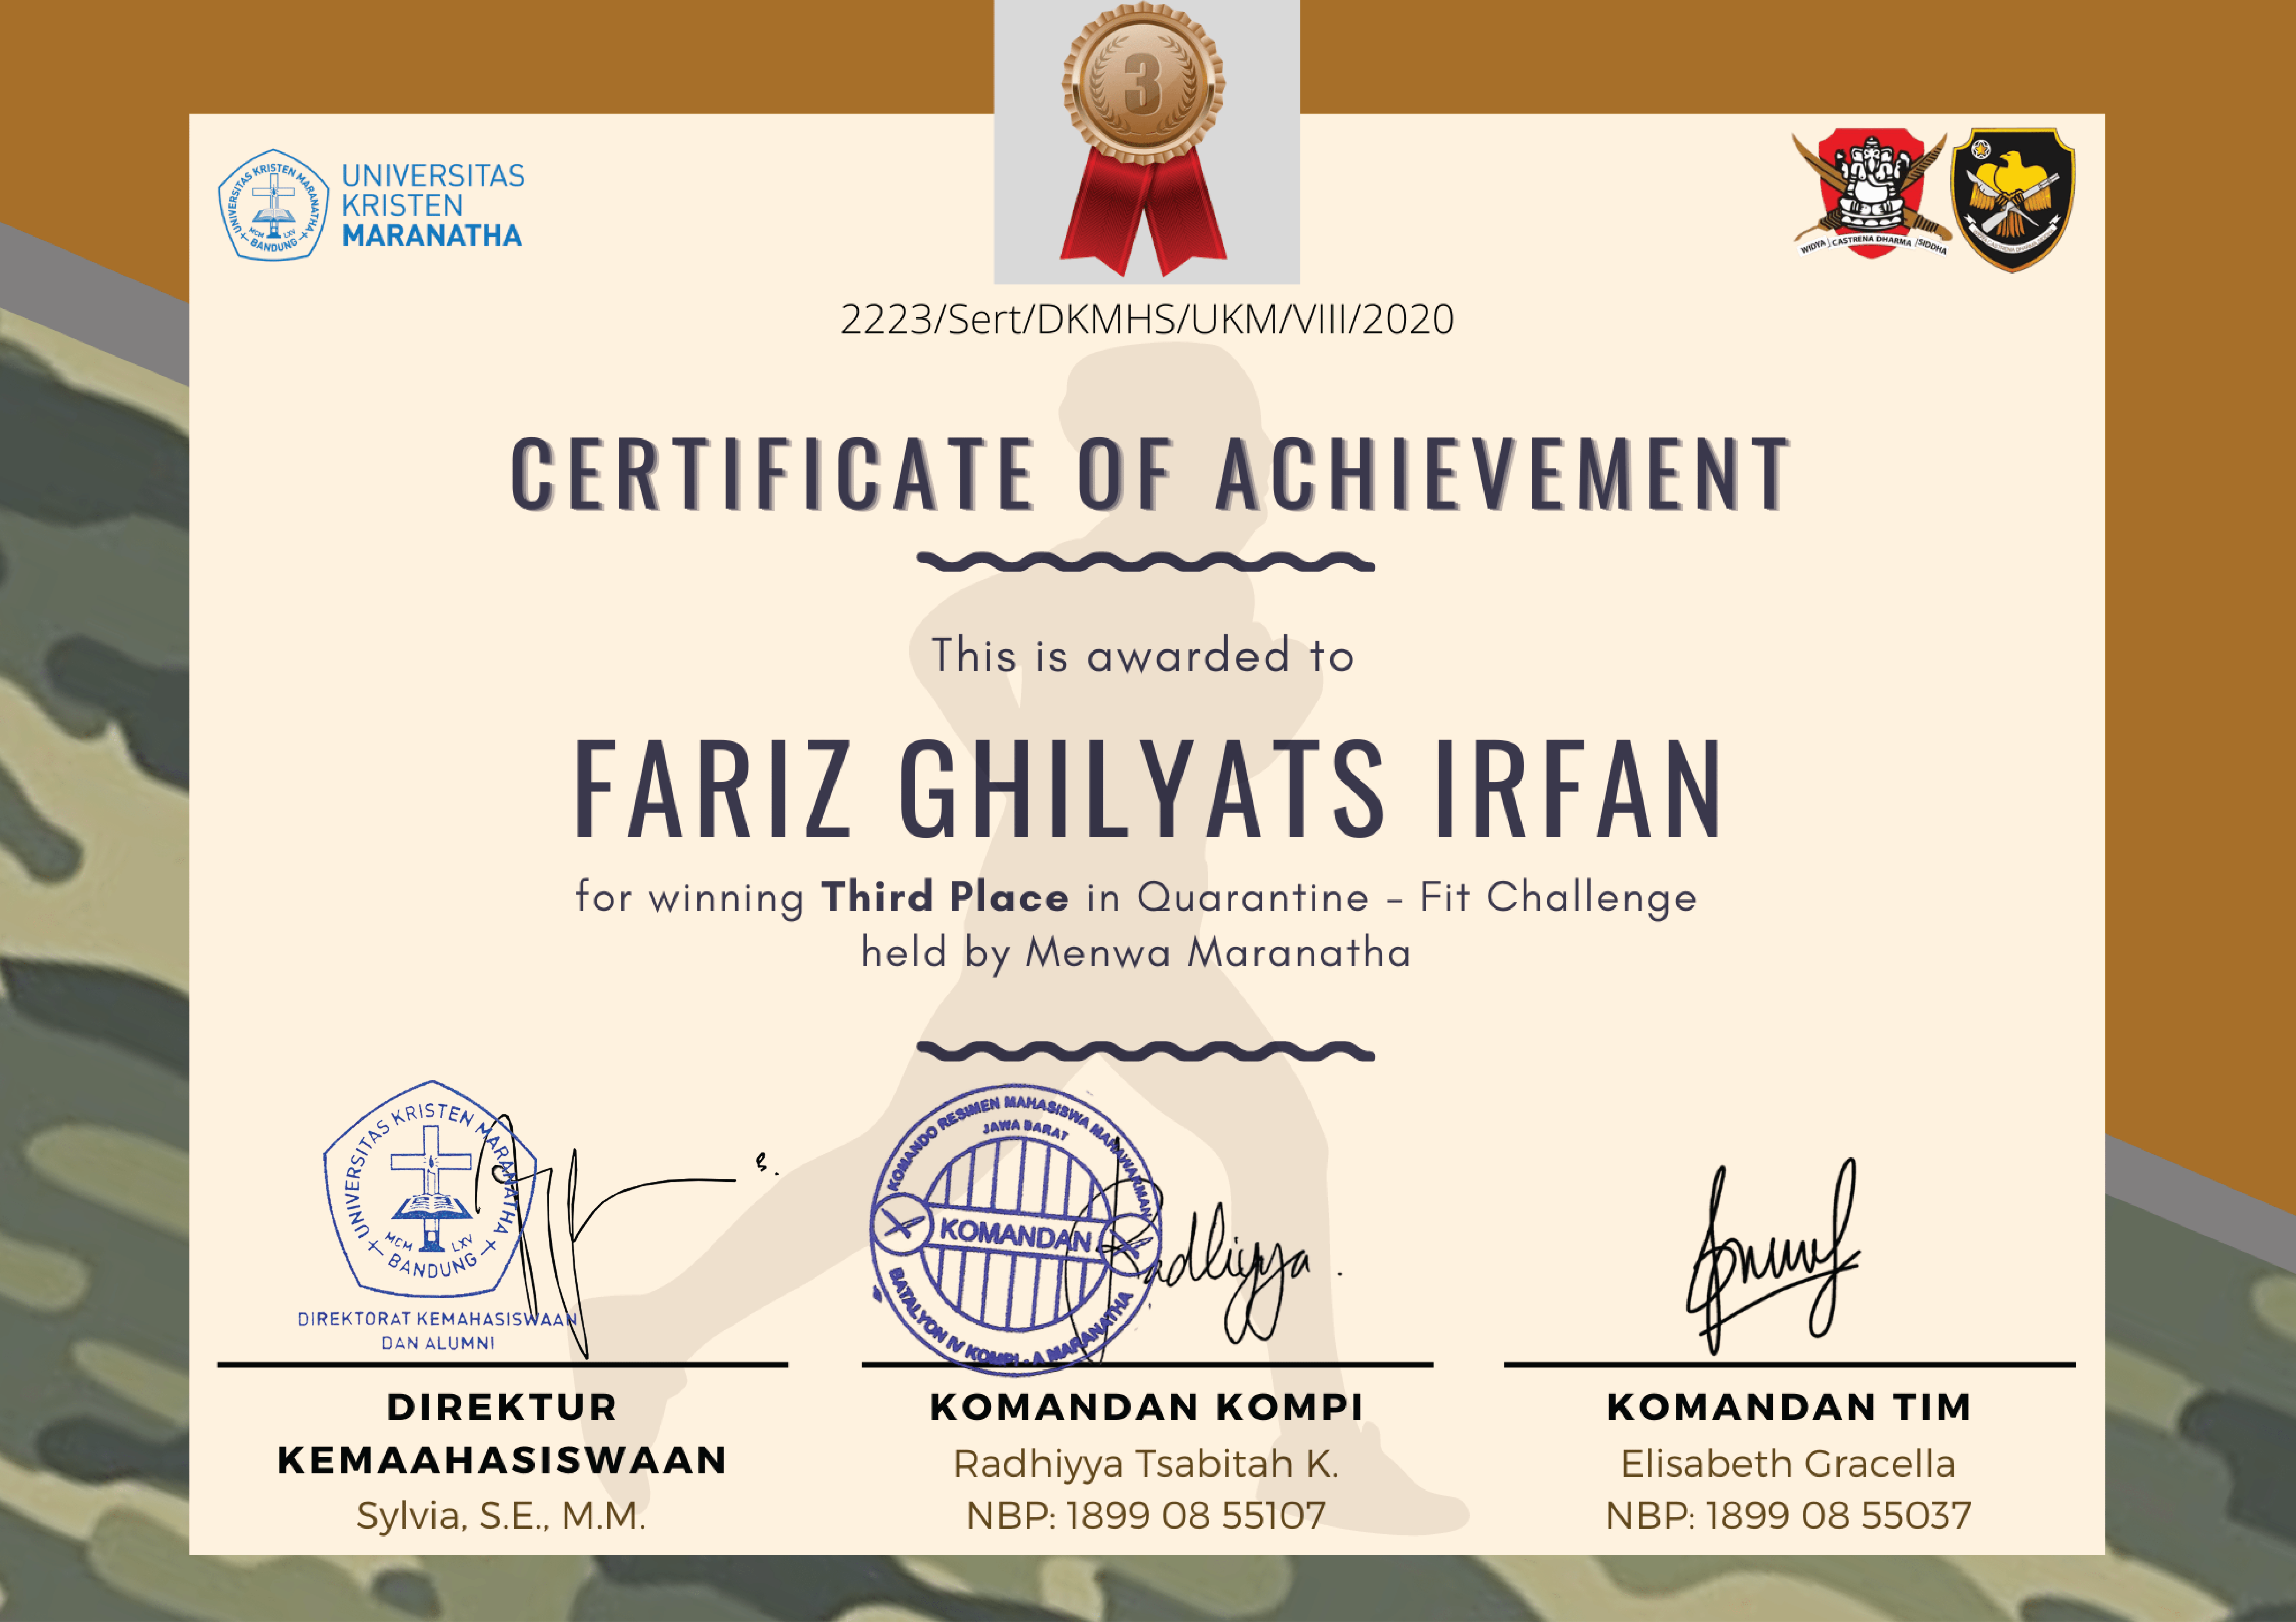 3
UNIVERSITAS KRISTEN MARANATHA
MCM LXV
BANDUNG
UNIVERSITAS
KRISTEN
MARANATHA
WIDYA CASTRENA DHARMA SIDDHA
2223/Sert/DKMHS/UKM/VIII/2020
CERTIFICATE OF ACHIEVEMENT
This is awarded to
FARIZ GHILYATS IRFAN
for winning Third Place in Quarantine - Fit Challenge
held by Menwa Maranatha
UNIVERSITAS KRISTEN MARANATHA
MCM LXV
BANDUNG
DIREKTORAT KEMAHASISWAAN
DAN ALUMNI
KOMANDO RESIMEN MAHASISWA MAHAWARMAN
JAWA BARAT
KOMANDAN
BATALYON IV KOMPI - A MARANATHA
Radhiyya
DIREKTUR
KEMAAHASISWAAN
Sylvia, S.E., M.M.
KOMANDAN KOMPI
Radhiyya Tsabitah K.
NBP: 1899 08 55107
KOMANDAN TIM
Elisabeth Gracella
NBP: 1899 08 55037